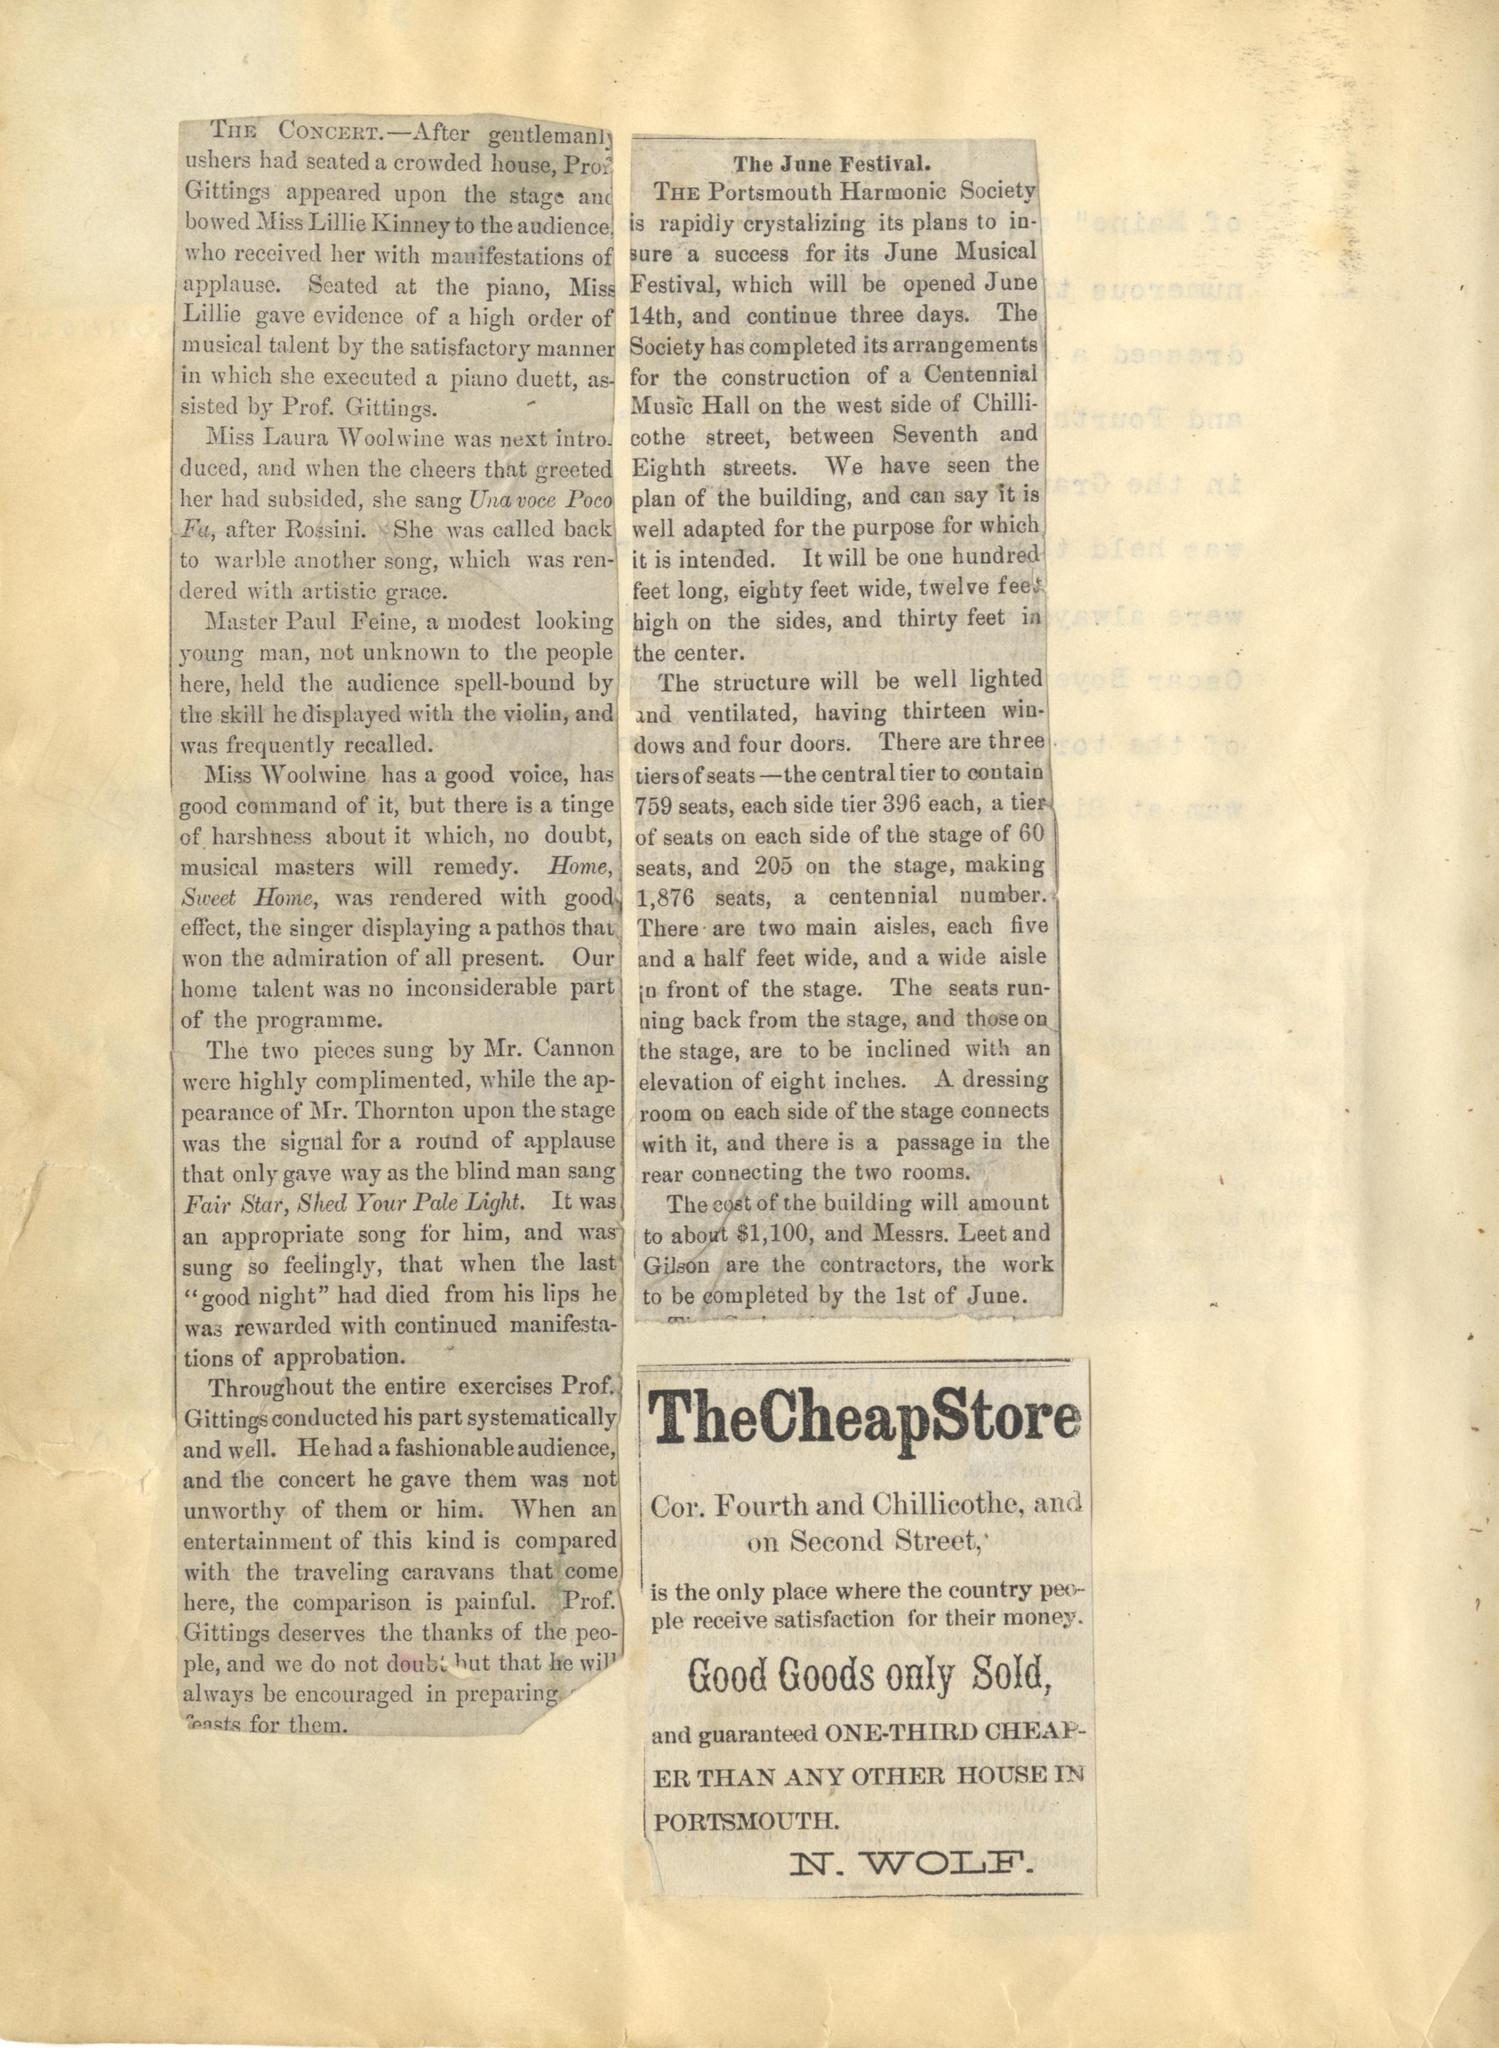 THE CONCERT.—After gentlemanly
ushers had seated a crowded house, Prof.
Gittings appeared upon the stage and
bowed Miss Lillie Kinney to the audience,
who received her with manifestations of
applause. Seated at the piano, Miss
Lillie gave evidence of a high order of
musical talent by the satisfactory manner
in which she executed a piano duett, as-
sisted by Prof. Gittings.
Miss Laura Woolwine was next intro-
duced, and when the cheers that greeted
her had subsided, she sang Una voce Poco
Fa, after Rossini. She was called back
to warble another song, which was ren-
dered with artistic grace.
Master Paul Feine, a modest looking
young man, not unknown to the people
here, held the audience spell-bound by
the skill he displayed with the violin, and
was frequently recalled.
Miss Woolwine has a good voice, has
good command of it, but there is a tinge
of harshness about it which, no doubt,
musical masters will remedy. Home,
Sweet Home, was rendered with good
effect, the singer displaying a pathos that
won the admiration of all present. Our
home talent was no inconsiderable part
of the programme.
The two pieces sung by Mr. Cannon
were highly complimented, while the ap-
pearance of Mr. Thornton upon the stage
was the signal for a round of applause
that only gave way as the blind man sang
Fair Star, Shed Your Pale Light. It was
an appropriate song for him, and was
sung so feelingly, that when the last
"good night" had died from his lips he
was rewarded with continued manifesta-
tions of approbation.
Throughout the entire exercises Prof.
Gittings conducted his part systematically
and well. He had a fashionable audience,
and the concert he gave them was not
unworthy of them or him. When an
entertainment of this kind is compared
with the traveling caravans that come
here, the comparison is painful. Prof.
Gittings deserves the thanks of the peo-
ple, and we do not doubt but that he will
always be encouraged in preparing
feasts for them.
The June Festival.
THE Portsmouth Harmonic Society
is rapidly crystalizing its plans to in-
sure a success for its June Musical
Festival, which will be opened June
14th, and continue three days. The
Society has completed its arrangements
for the construction of a Centennial
Music Hall on the west side of Chilli-
cothe street, between Seventh and
Eighth streets. We have seen the
plan of the building, and can say it is
well adapted for the purpose for which
it is intended. It will be one hundred
feet long, eighty feet wide, twelve feet
high on the sides, and thirty feet in
the center.
The structure will be well lighted
and ventilated, having thirteen win-
dows and four doors. There are three
tiers of seats—the central tier to contain
759 seats, each side tier 396 each, a tier
of seats on each side of the stage of 60
seats, and 205 on the stage, making
1,876 seats, a centennial number.
There are two main aisles, each five
and a half feet wide, and a wide aisle
in front of the stage. The seats run-
ning back from the stage, and those on
the stage, are to be inclined with an
elevation of eight inches. A dressing
room on each side of the stage connects
with it, and there is a passage in the
rear connecting the two rooms.
The cost of the building will amount
to about $1,100, and Messrs. Leet and
Gilson are the contractors, the work
to be completed by the 1st of June.
The Cheap Store
Cor. Fourth and Chillicothe, and
on Second Street,
is the only place where the country peo-
ple receive satisfaction for their money.
Good Goods only Sold,
and guaranteed ONE-THIRD CHEAP-
ER THAN ANY OTHER HOUSE IN
PORTSMOUTH.
N. WOLF.